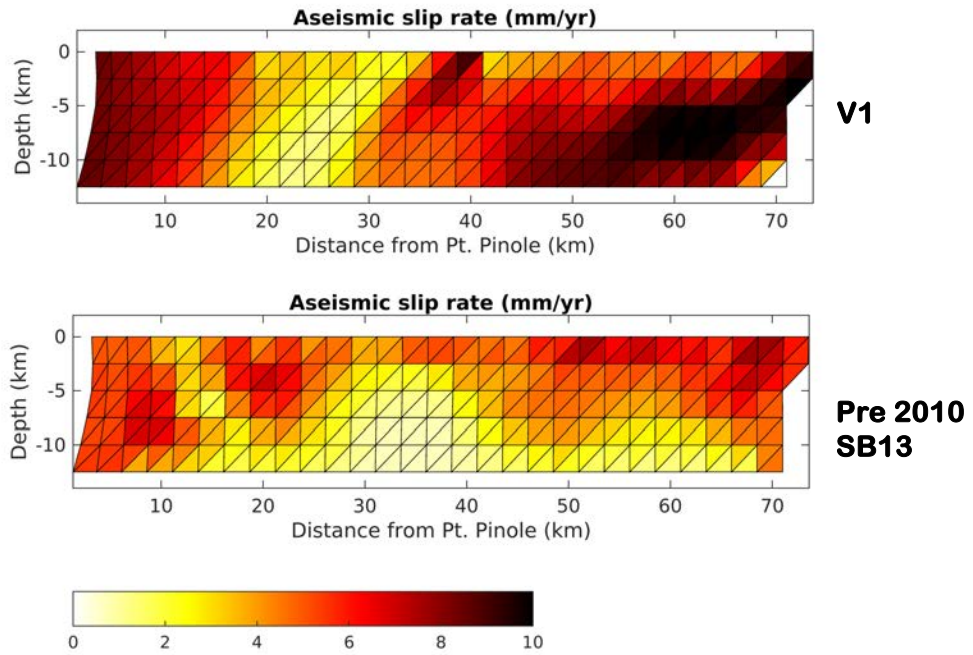 Aseismic slip rate (mm/yr)
0
-5
-10
Depth (km)
10 20 30 40 50 60 70
Distance from Pt. Pinole (km)
V1
Aseismic slip rate (mm/yr)
0
-5
-10
Depth (km)
10 20 30 40 50 60 70
Distance from Pt. Pinole (km)
Pre 2010
SB13
0 2 4 6 8 10